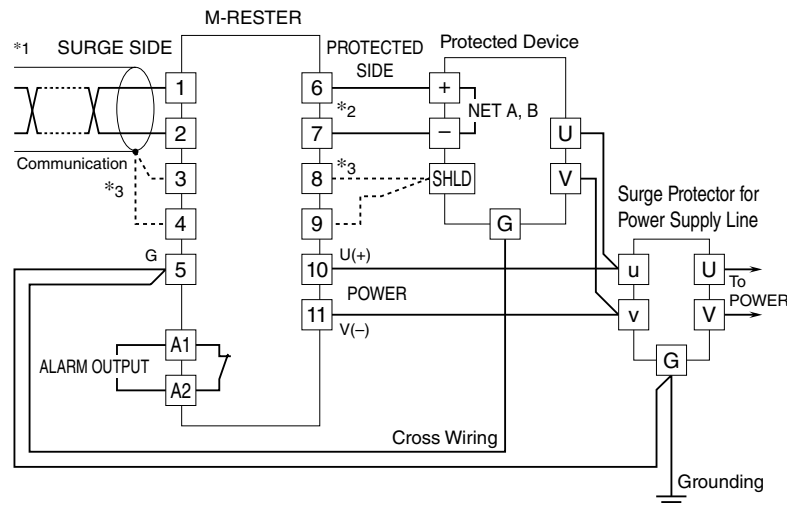 M-RESTER
*1 SURGE SIDE
PROTECTED
SIDE
Protected Device
1
6
+
*2
NET A, B
2
7
–
U
Communication
*3
3
8
*3
SHLD
V
Surge Protector for
Power Supply Line
4
9
G
G
5
10
U(+)
u
U
To
POWER
POWER
11
V(–)
v
V
A1
ALARM OUTPUT
A2
G
Cross Wiring
Grounding